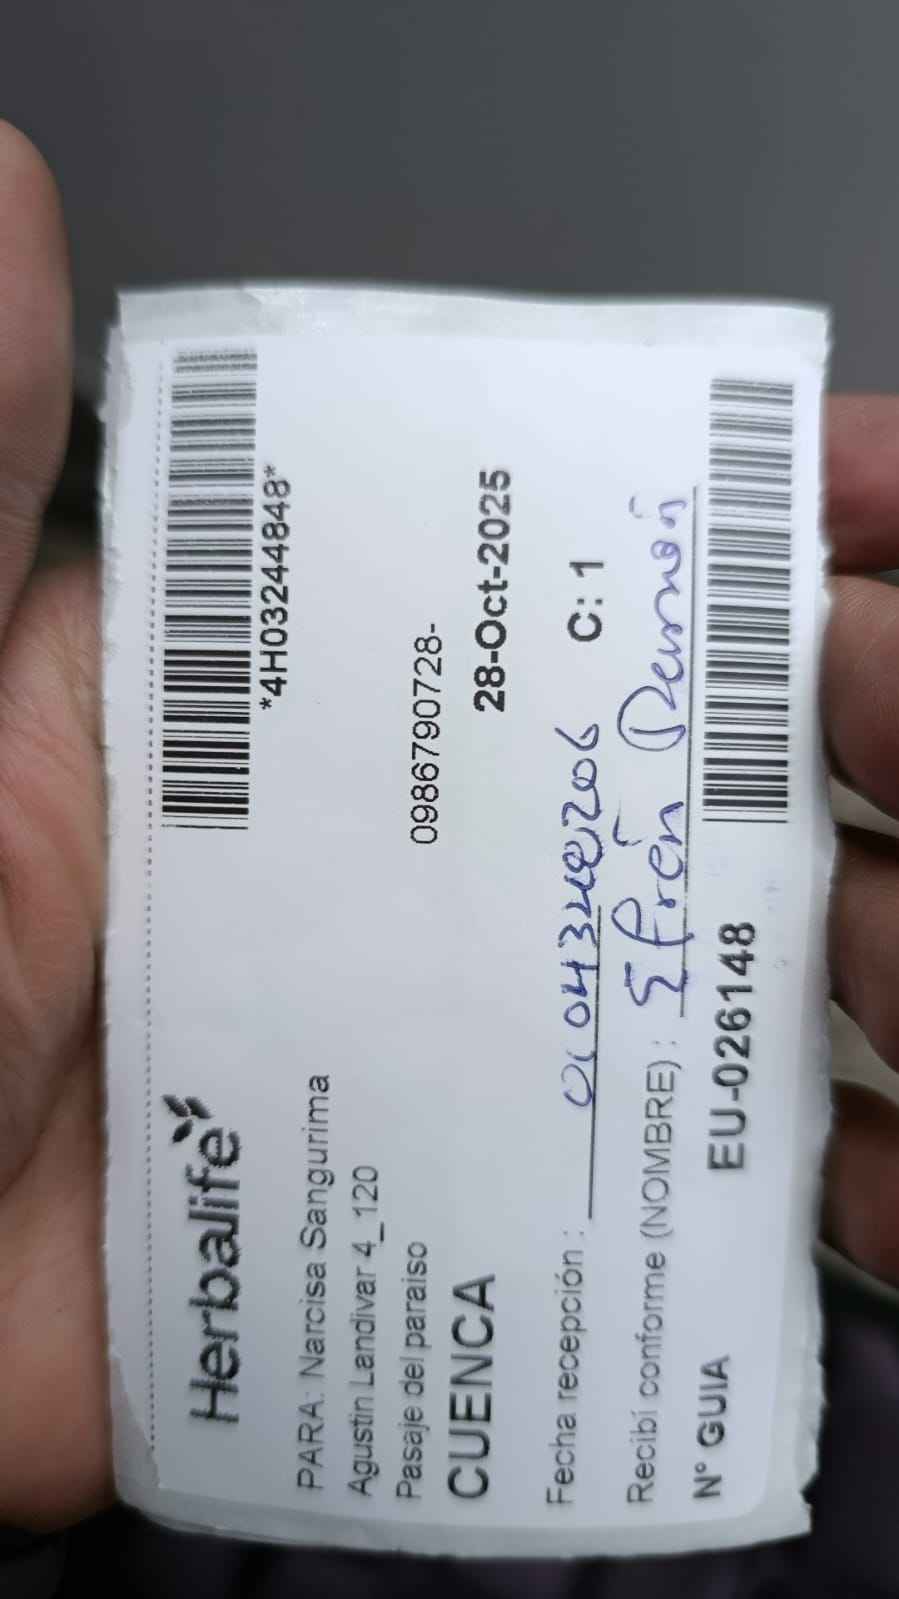 Herbalife
*4H03244848*
PARA: Narcisa Sangurima
Agustin Landivar 4_120
Pasaje del paraiso
0986790728-
CUENCA 28-Oct-2025
Fecha recepción : C: 1
Recibí conforme (NOMBRE) : Efrén
N° GUIA EU-026148